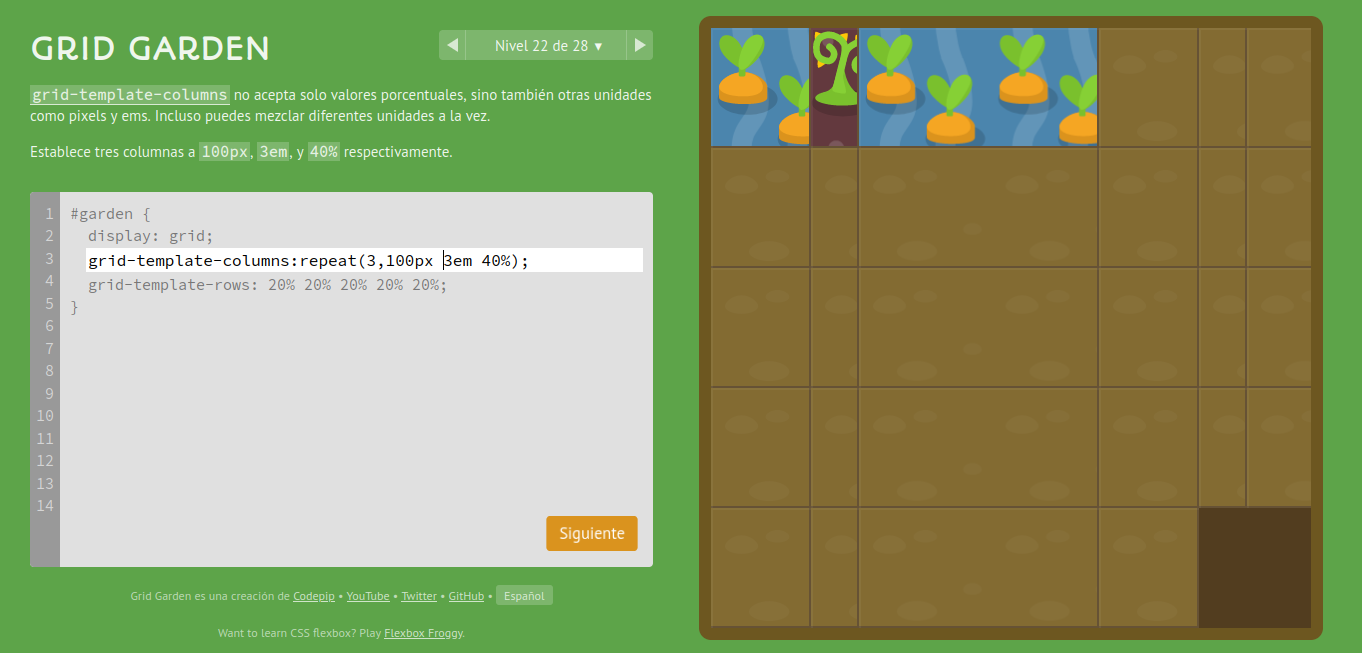 GRID GARDEN
◀ Nivel 22 de 28 ▾ ▶
grid-template-columns no acepta solo valores porcentuales, sino también otras unidades
como pixels y ems. Incluso puedes mezclar diferentes unidades a la vez.
Establece tres columnas a 100px, 3em, y 40% respectivamente.
1 #garden {
2 display: grid;
3 grid-template-columns:repeat(3,100px 3em 40%);
4 grid-template-rows: 20% 20% 20% 20% 20%;
5 }
6
7
8
9
10
11
12
13
14
Siguiente
Grid Garden es una creación de Codepip • YouTube • Twitter • GitHub • Español
Want to learn CSS flexbox? Play Flexbox Froggy.